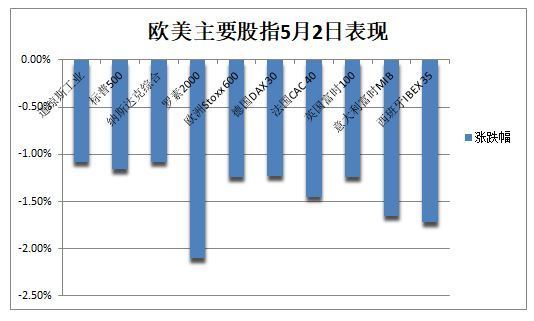 欧美主要股指5月2日表现
0.00%
-0.50%
-1.00%
-1.50%
-2.00%
-2.50%
道琼斯工业
标普500
纳斯达克综合
罗素2000
欧洲Stoxx 600
德国DAX 30
法国CAC 40
英国富时100
意大利富时MIB
西班牙IBEX 35
涨跌幅